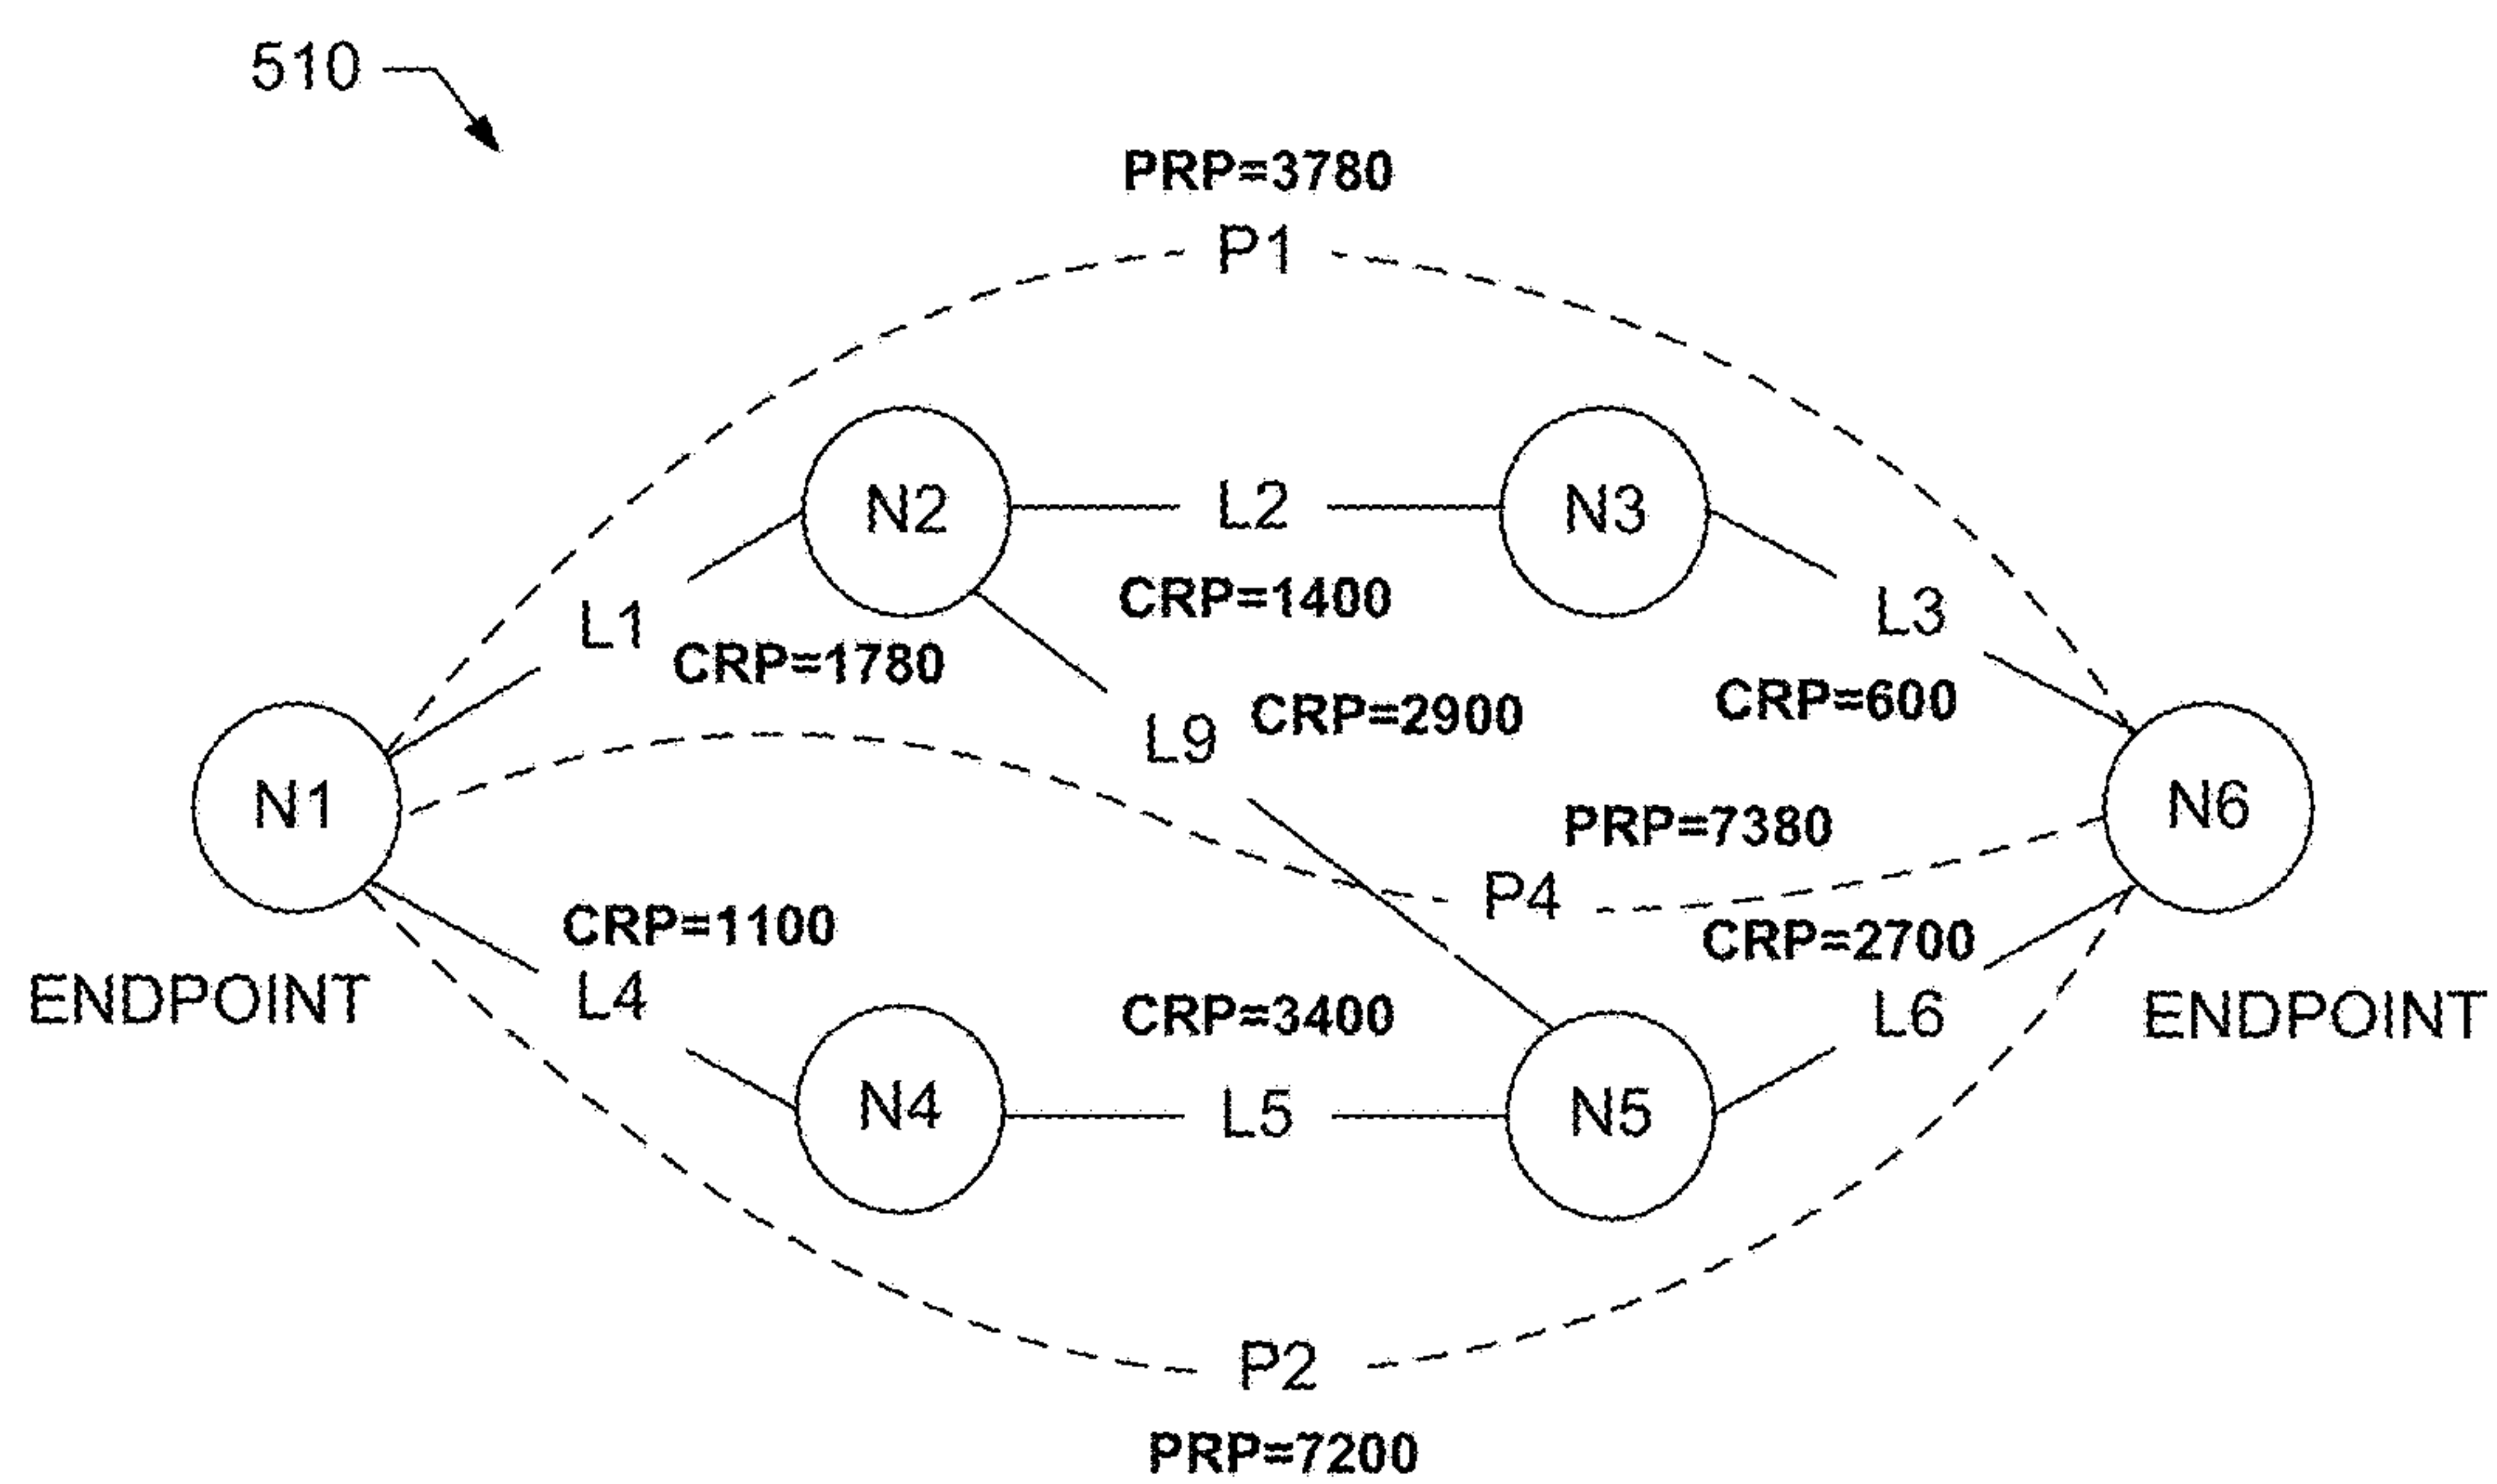 510
PRP=3780
P1
N2
L2
N3
CRP=1400
L1
L3
CRP=1780
CRP=600
L9
CRP=2900
N1
N6
PRP=7380
P4
CRP=1100
CRP=2700
ENDPOINT
L4
CRP=3400
L6
ENDPOINT
N4
L5
N5
P2
PRP=7200